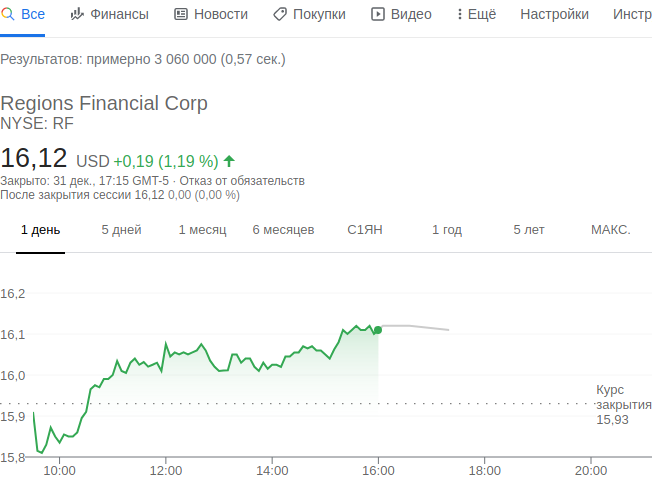 Все Финансы Новости Покупки Видео Ещё Настройки Инстр
Результатов: примерно 3 060 000 (0,57 сек.)
Regions Financial Corp
NYSE: RF
16,12 USD +0,19 (1,19 %)
Закрыто: 31 дек., 17:15 GMT-5 · Отказ от обязательств
После закрытия сессии 16,12 0,00 (0,00 %)
1 день 5 дней 1 месяц 6 месяцев С1ЯН 1 год 5 лет МАКС.
16,2
16,1
16,0
15,9
15,8
Курс
закрытия
15,93
10:00 12:00 14:00 16:00 18:00 20:00